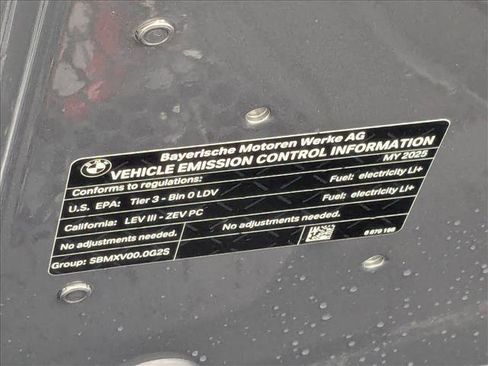 BMW
Bayerische Motoren Werke AG
VEHICLE EMISSION CONTROL INFORMATION
Conforms to regulations: MY 2025
U.S. EPA: Tier 3 - Bin 0 LDV Fuel: electricity Li+
California: LEV III - ZEV PC Fuel: electricity Li+
No adjustments needed. No adjustments needed.
Group: SBMXV00.0G2S